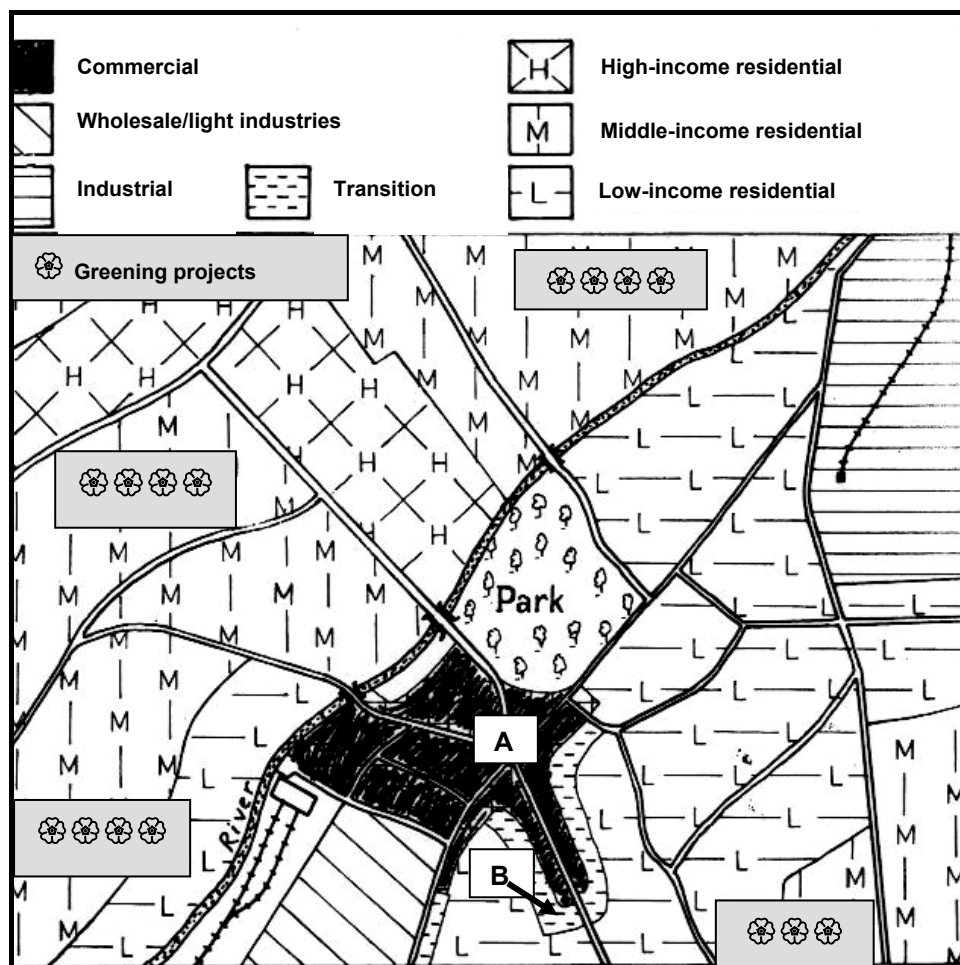 Commercial
H High-income residential
Wholesale/light industries
M Middle-income residential
Industrial
Transition
L Low-income residential
Greening projects
Park
A
River
B